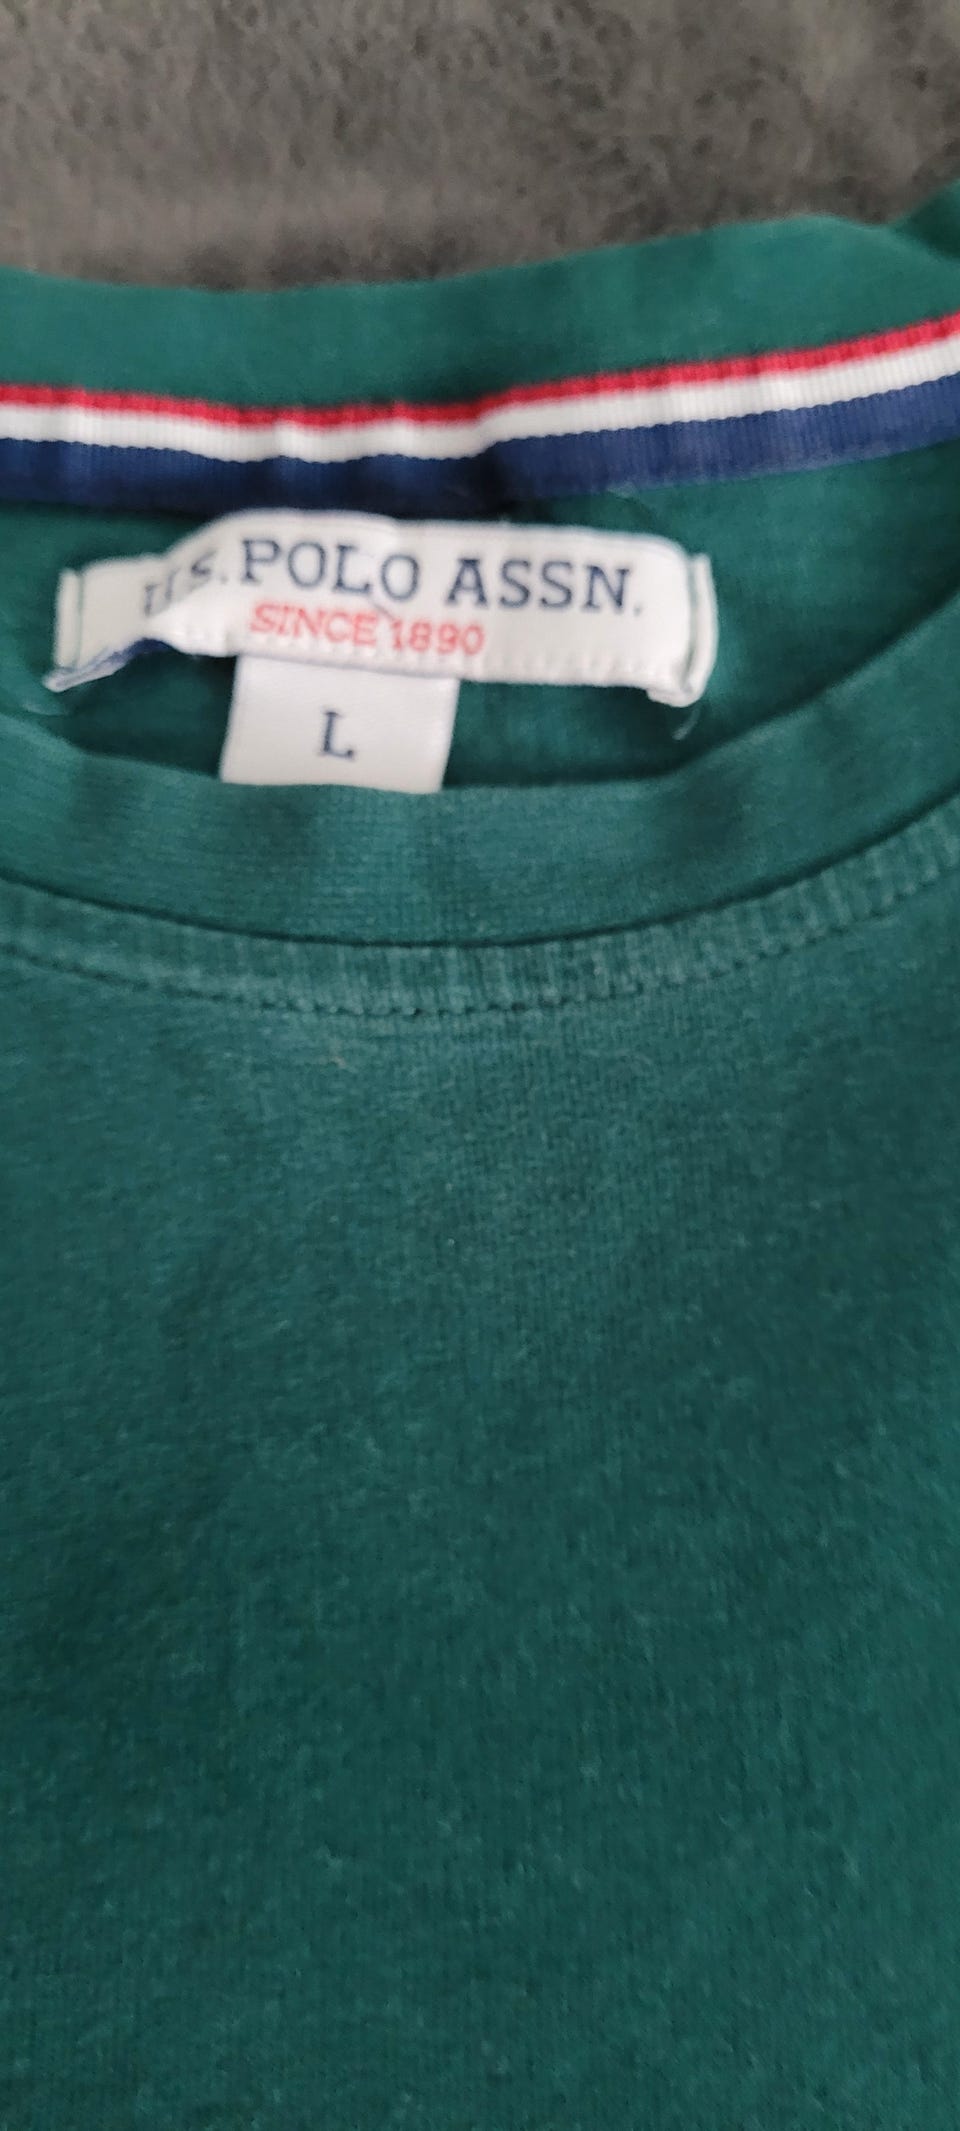 U.S. POLO ASSN.
SINCE 1890
L